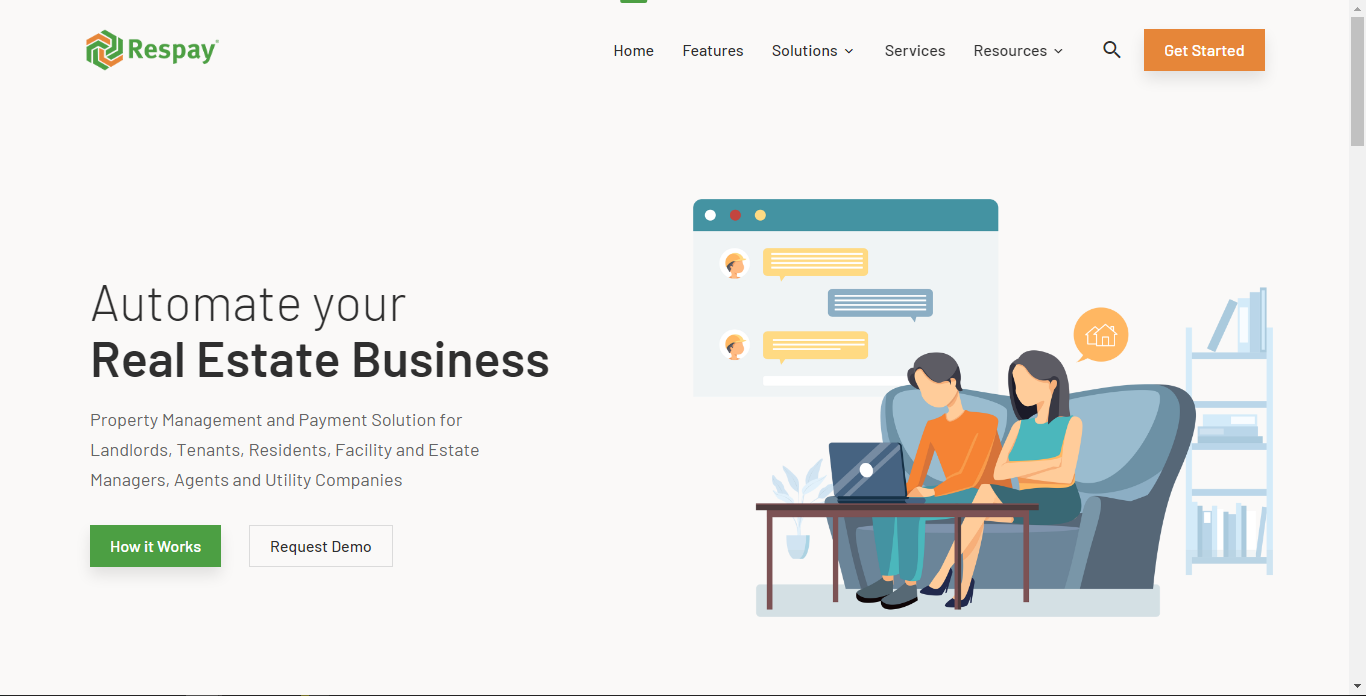 Respay
Home Features Solutions Services Resources Get Started
Automate your
Real Estate Business
Property Management and Payment Solution for
Landlords, Tenants, Residents, Facility and Estate
Managers, Agents and Utility Companies
How it Works Request Demo